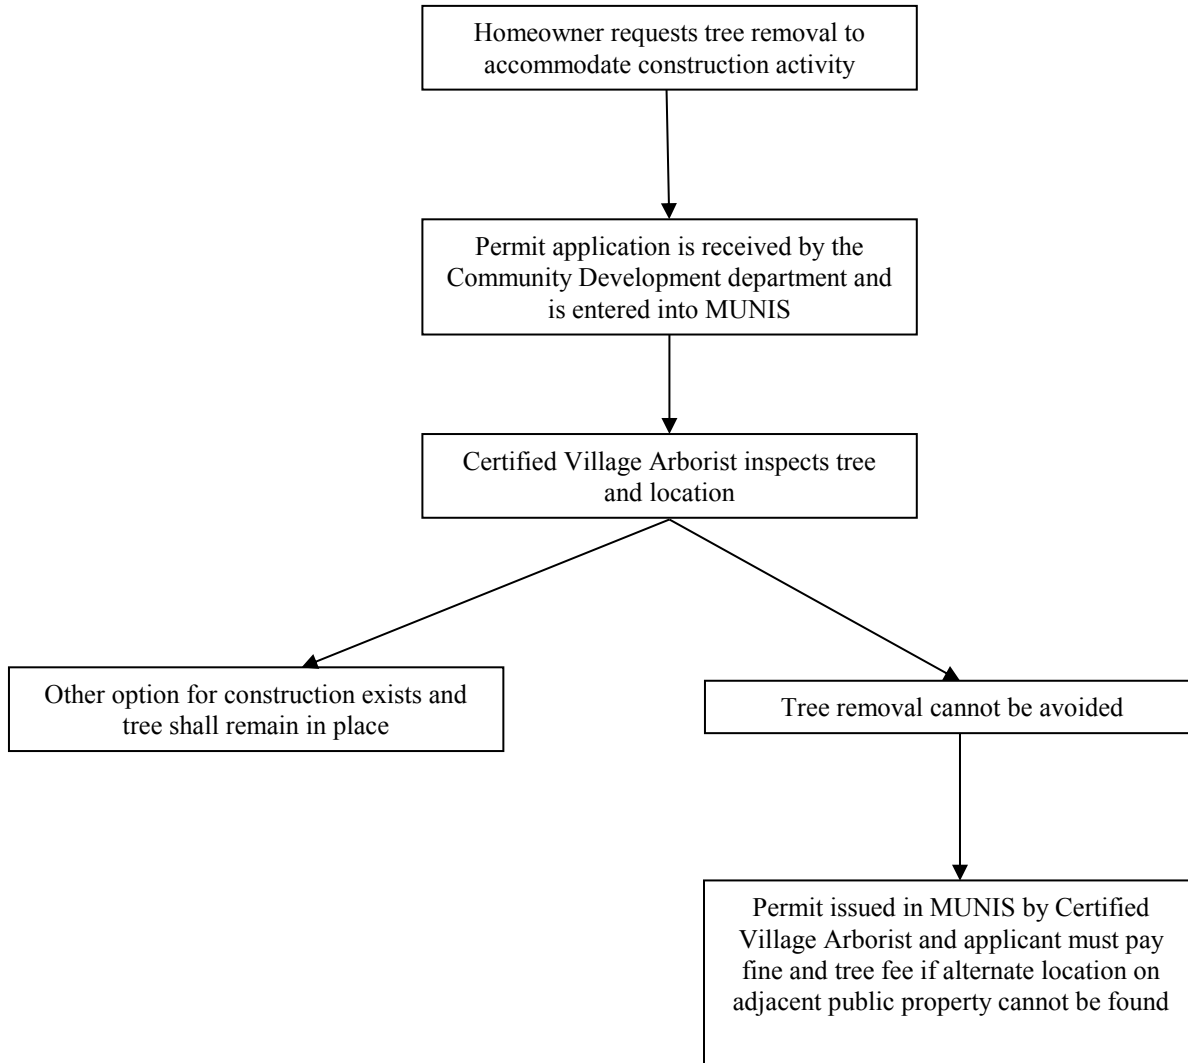 Homeowner requests tree removal to
accommodate construction activity
Permit application is received by the
Community Development department and
is entered into MUNIS
Certified Village Arborist inspects tree
and location
Other option for construction exists and
tree shall remain in place
Tree removal cannot be avoided
Permit issued in MUNIS by Certified
Village Arborist and applicant must pay
fine and tree fee if alternate location on
adjacent public property cannot be found